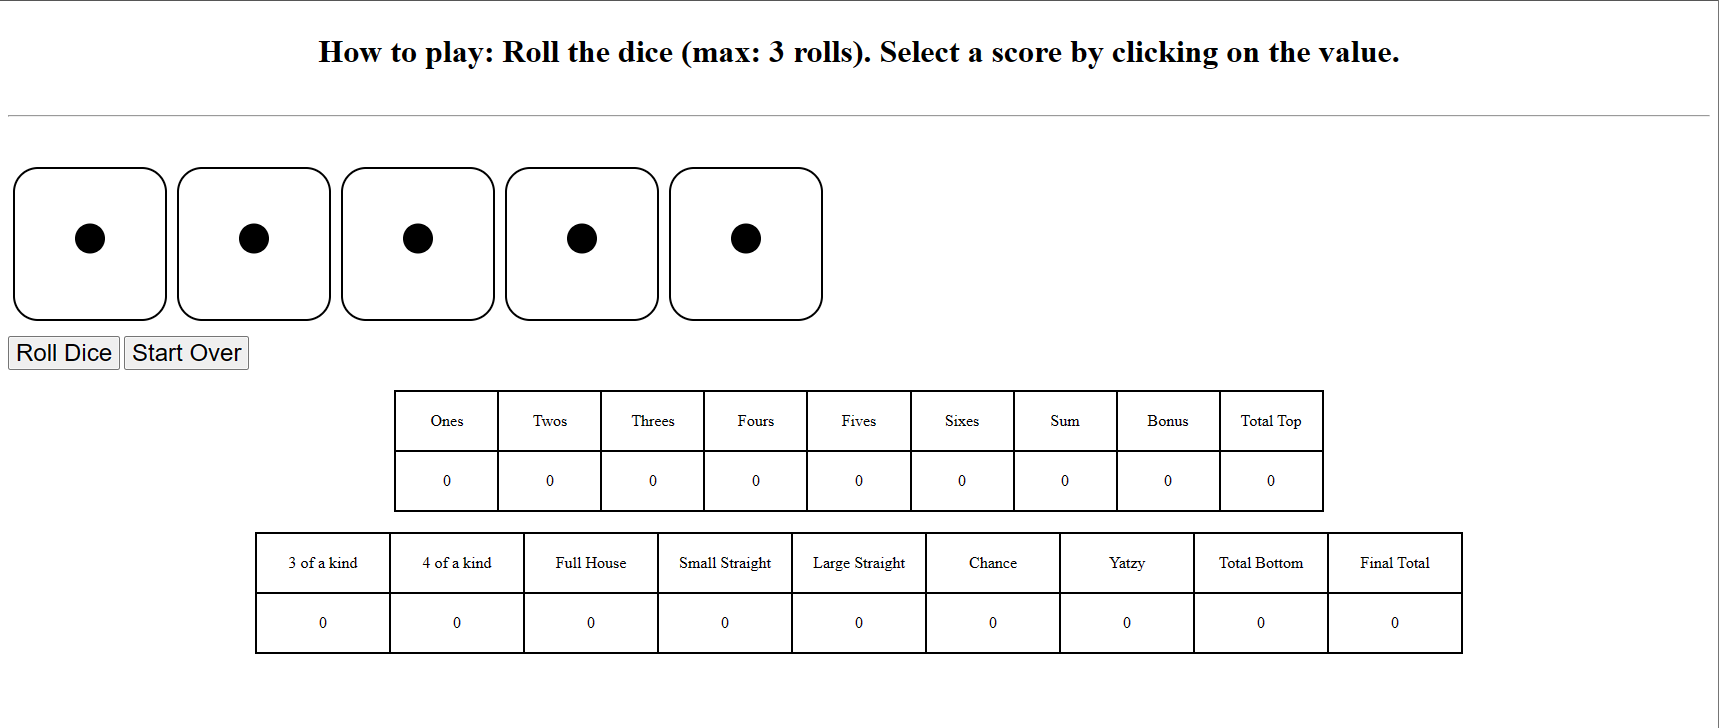 How to play: Roll the dice (max: 3 rolls). Select a score by clicking on the value.
Roll Dice Start Over
Ones Twos Threes Fours Fives Sixes Sum Bonus Total Top
0 0 0 0 0 0 0 0 0
3 of a kind 4 of a kind Full House Small Straight Large Straight Chance Yatzy Total Bottom Final Total
0 0 0 0 0 0 0 0 0